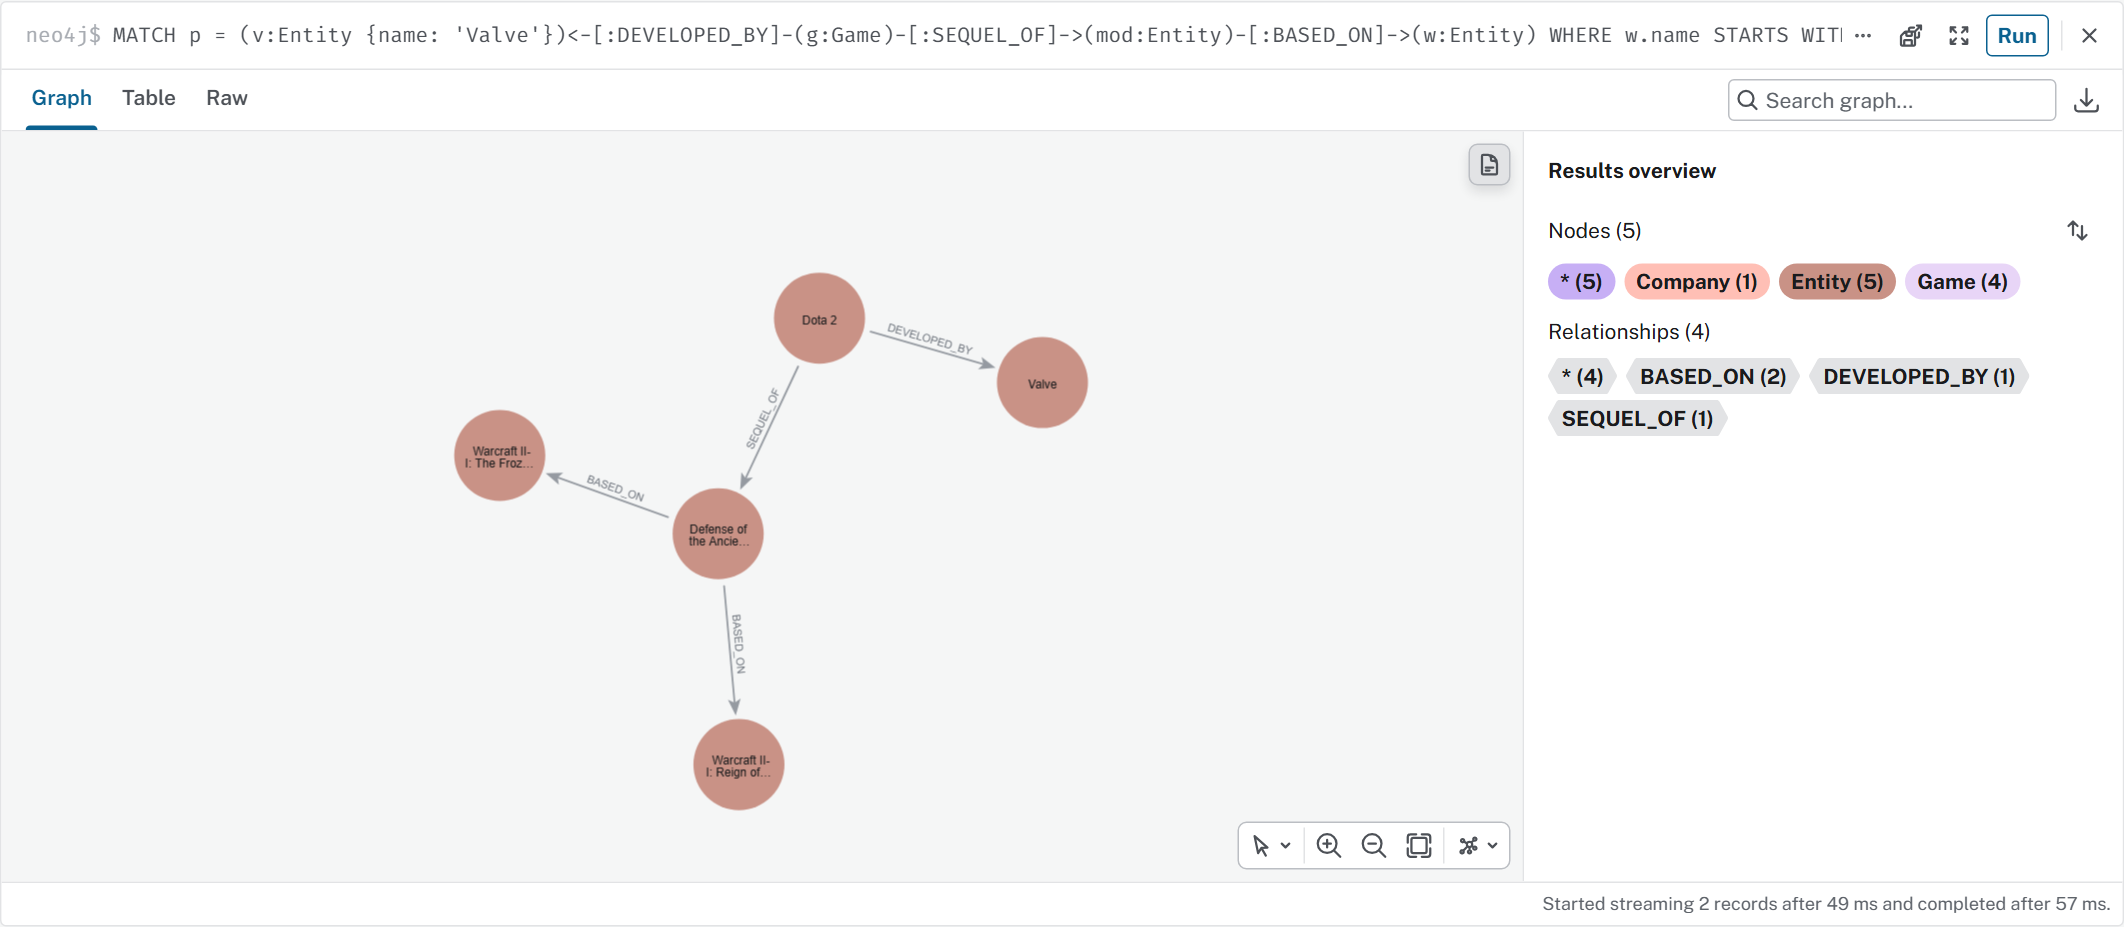 neo4j$ MATCH p = (v:Entity {name: 'Valve'})<-[:DEVELOPED_BY]-(g:Game)-[:SEQUEL_OF]->(mod:Entity)-[:BASED_ON]->(w:Entity) WHERE w.name STARTS WITH ···
Run
Graph Table Raw
Search graph...
Results overview
Nodes (5)
* (5) Company (1) Entity (5) Game (4)
Relationships (4)
* (4) BASED_ON (2) DEVELOPED_BY (1)
SEQUEL_OF (1)
Dota 2
DEVELOPED_BY
Valve
SEQUEL_OF
Warcraft II-
I: The Froz...
BASED_ON
Defense of
the Ancie...
BASED_ON
Warcraft II-
I: Reign of...
Started streaming 2 records after 49 ms and completed after 57 ms.